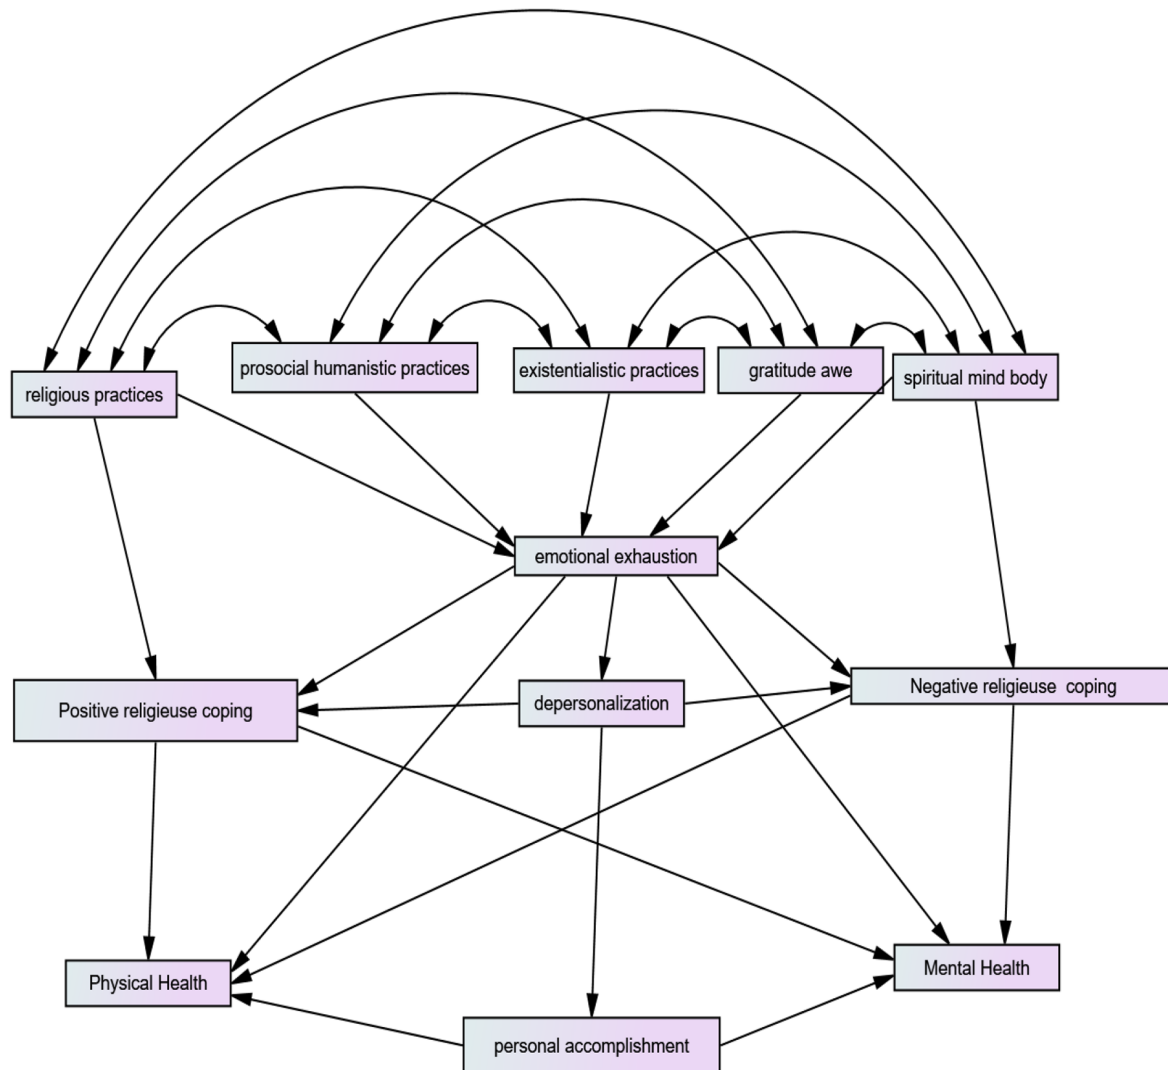 prosocial humanistic practices
existentialistic practices
gratitude awe
spiritual mind body
religious practices
emotional exhaustion
Positive religieuse coping
depersonalization
Negative religieuse  coping
Physical Health
Mental Health
personal accomplishment